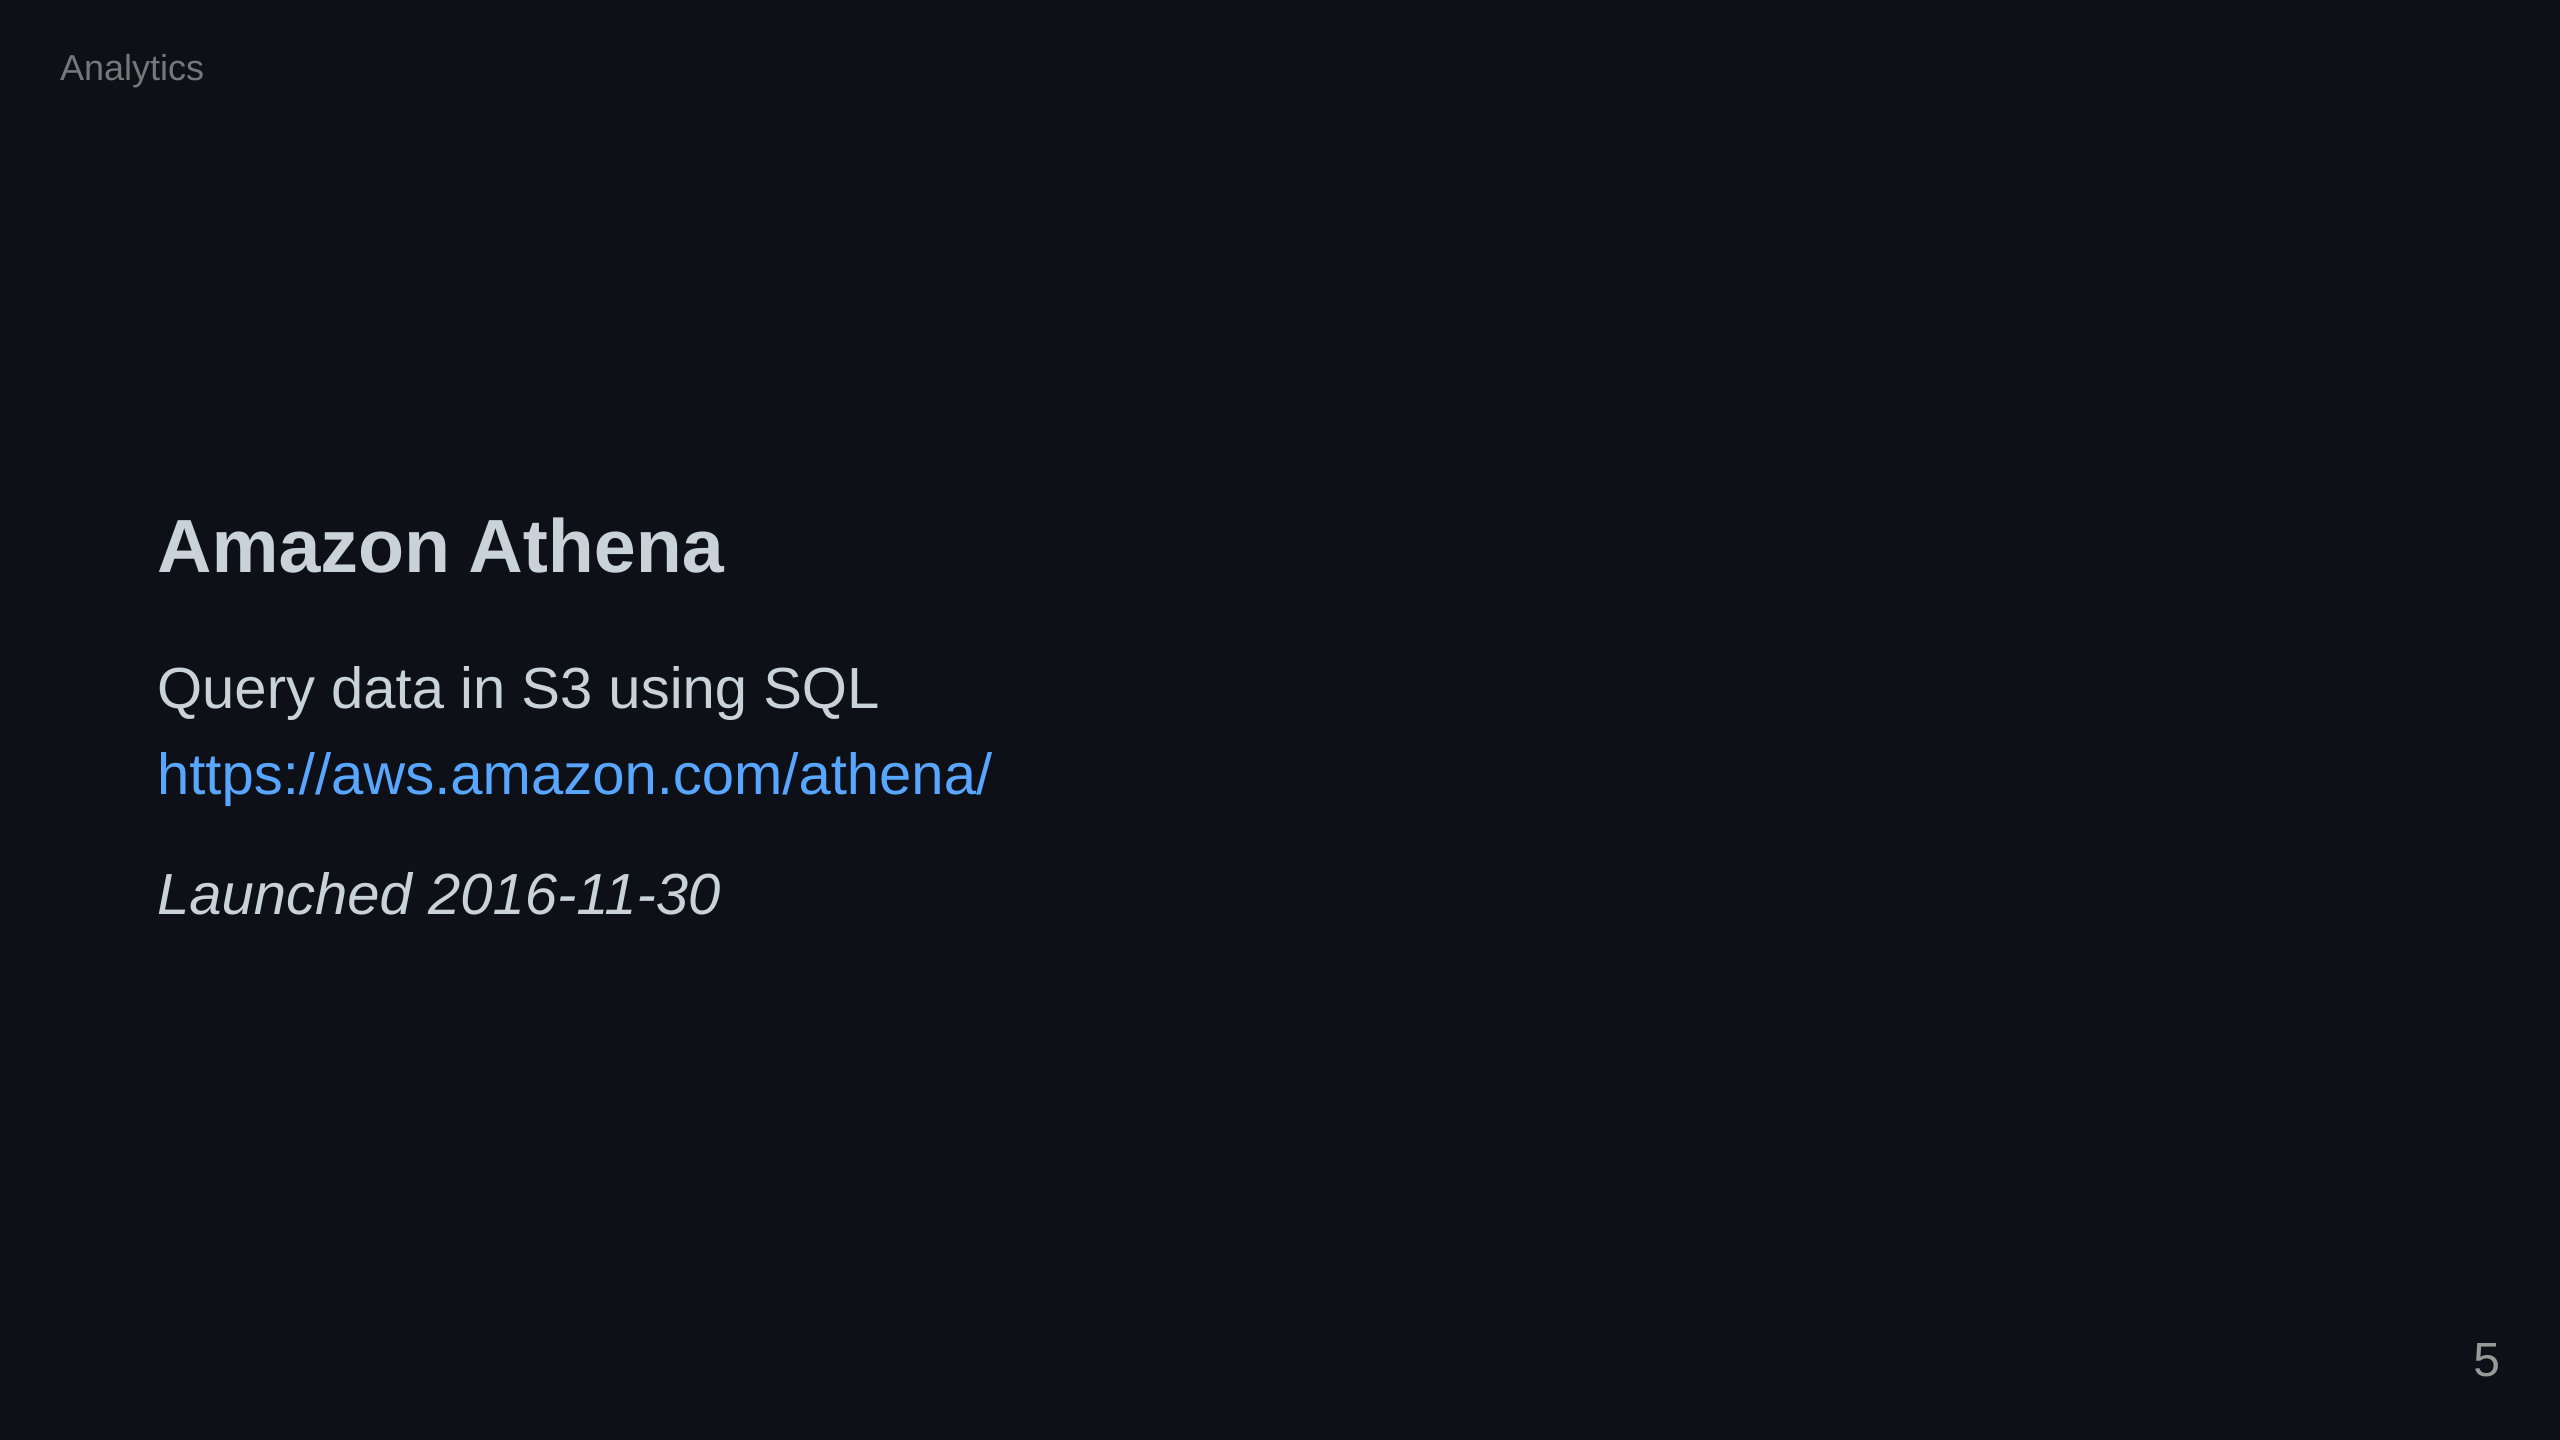 Analytics
Amazon Athena
Query data in S3 using SQL
https://aws.amazon.com/athena/
Launched 2016-11-30
5